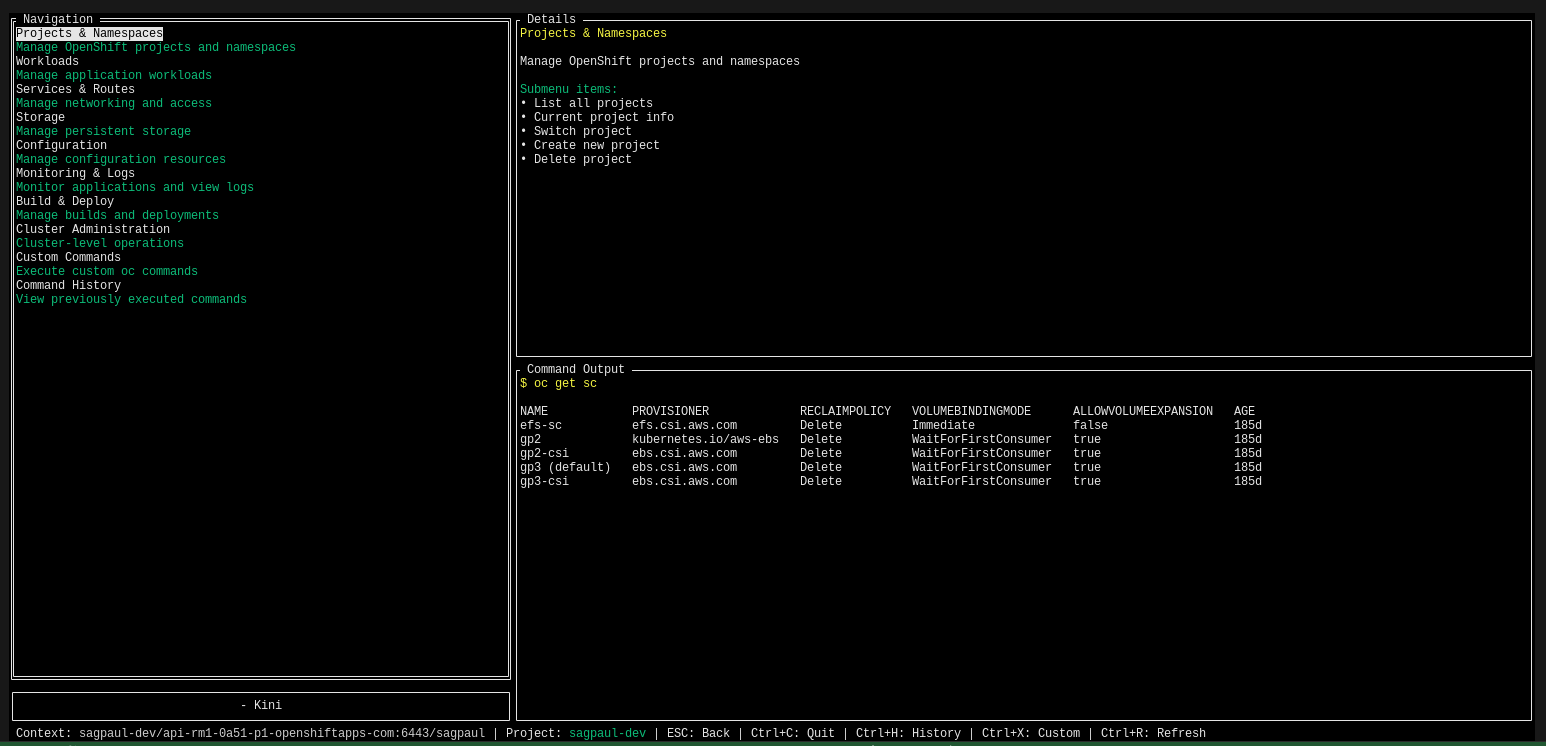 Navigation
Projects & Namespaces
Manage OpenShift projects and namespaces
Workloads
Manage application workloads
Services & Routes
Manage networking and access
Storage
Manage persistent storage
Configuration
Manage configuration resources
Monitoring & Logs
Monitor applications and view logs
Build & Deploy
Manage builds and deployments
Cluster Administration
Cluster-level operations
Custom Commands
Execute custom oc commands
Command History
View previously executed commands
- Kini
Details
Projects & Namespaces
Manage OpenShift projects and namespaces
Submenu items:
• List all projects
• Current project info
• Switch project
• Create new project
• Delete project
Command Output
$ oc get sc
NAME PROVISIONER RECLAIMPOLICY VOLUMEBINDINGMODE ALLOWVOLUMEEXPANSION AGE
efs-sc efs.csi.aws.com Delete Immediate false 185d
gp2 kubernetes.io/aws-ebs Delete WaitForFirstConsumer true 185d
gp2-csi ebs.csi.aws.com Delete WaitForFirstConsumer true 185d
gp3 (default) ebs.csi.aws.com Delete WaitForFirstConsumer true 185d
gp3-csi ebs.csi.aws.com Delete WaitForFirstConsumer true 185d
Context: sagpaul-dev/api-rm1-0a51-p1-openshiftapps-com:6443/sagpaul | Project: sagpaul-dev | ESC: Back | Ctrl+C: Quit | Ctrl+H: History | Ctrl+X: Custom | Ctrl+R: Refresh